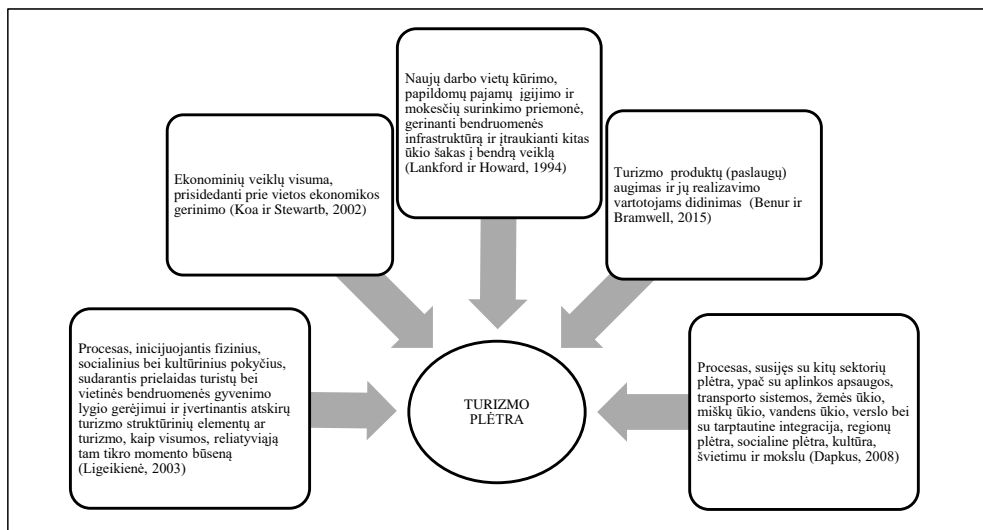 Naujų darbo vietų kūrimo,
papildomų pajamų įgijimo ir
mokesčių surinkimo priemonė,
gerinanti bendruomenės
infrastruktūrą ir įtraukianti kitas
ūkio šakas į bendrą veiklą
(Lankford ir Howard, 1994)
Ekonominių veiklų visuma,
prisidedanti prie vietos ekonomikos
gerinimo (Koa ir Stewartb, 2002)
Turizmo produktų (paslaugų)
augimas ir jų realizavimo
vartotojams didinimas (Benur ir
Bramwell, 2015)
Procesas, inicijuojantis fizinius,
socialinius bei kultūrinius pokyčius,
sudarantis prielaidas turistų bei
vietinės bendruomenės gyvenimo
lygio gerėjimui ir įvertinantis atskirų
turizmo struktūrinių elementų ar
turizmo, kaip visumos, reliatyviąją
tam tikro momento būseną
(Ligeikienė, 2003)
TURIZMO
PLĖTRA
Procesas, susijęs su kitų sektorių
plėtra, ypač su aplinkos apsaugos,
transporto sistemos, žemės ūkio,
miškų ūkio, vandens ūkio, verslo bei
su tarptautine integracija, regionų
plėtra, socialine plėtra, kultūra,
švietimu ir mokslu (Dapkus, 2008)